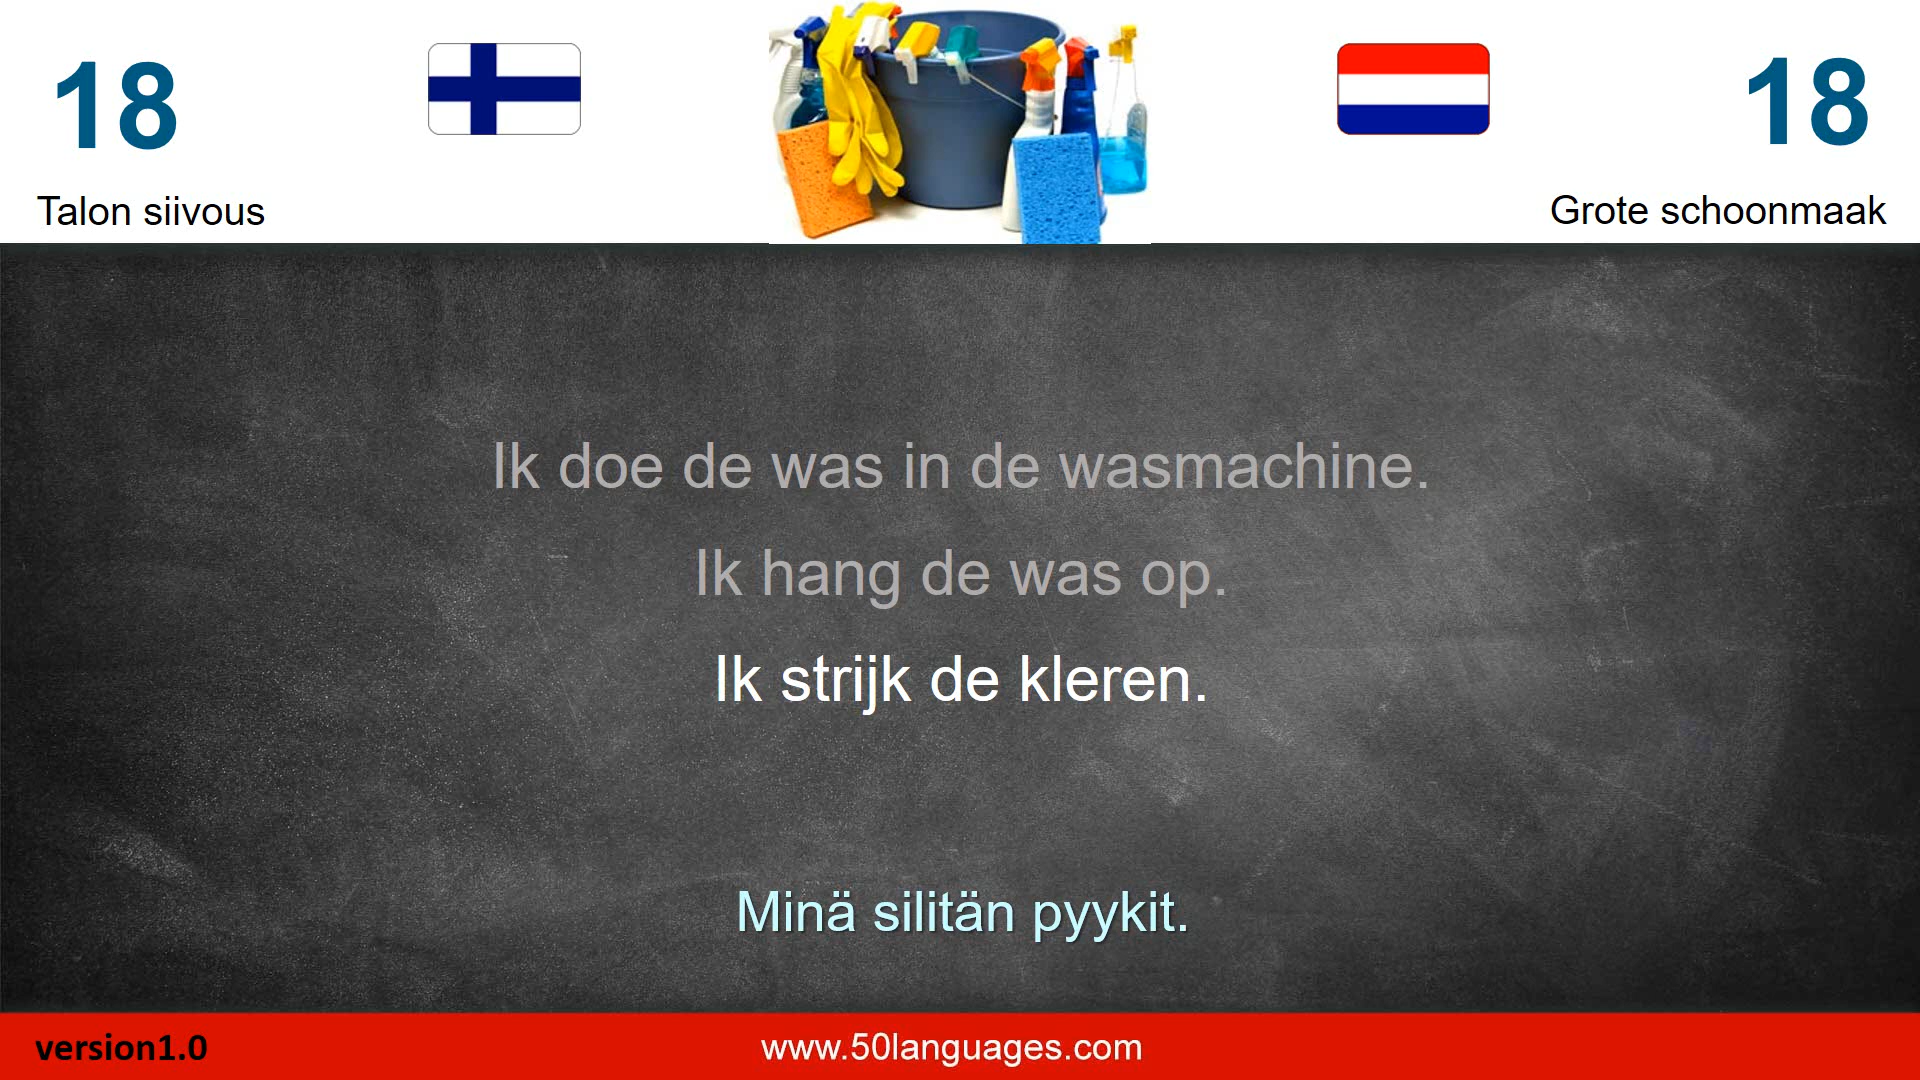 18
18
Talon siivous
Grote schoonmaak
Ik doe de was in de wasmachine.
Ik hang de was op.
Ik strijk de kleren.
Minä silitän pyykit.
version1.0
www.50languages.com